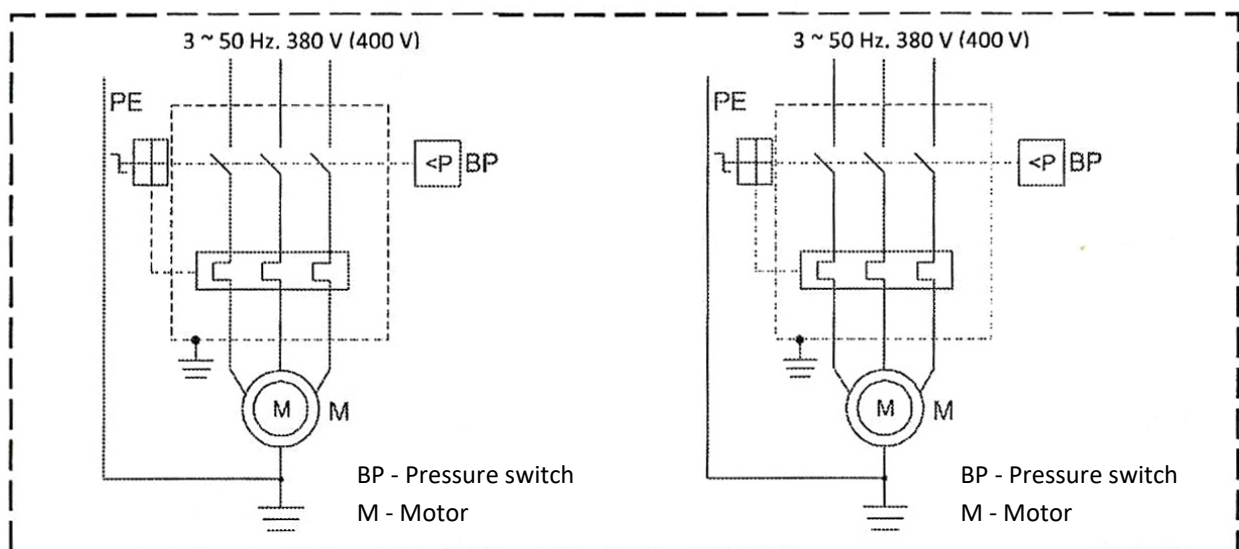 3 ~ 50 Hz. 380 V (400 V)
PE
<P BP
M M
BP - Pressure switch
M - Motor
3 ~ 50 Hz. 380 V (400 V)
PE
<P BP
M M
BP - Pressure switch
M - Motor